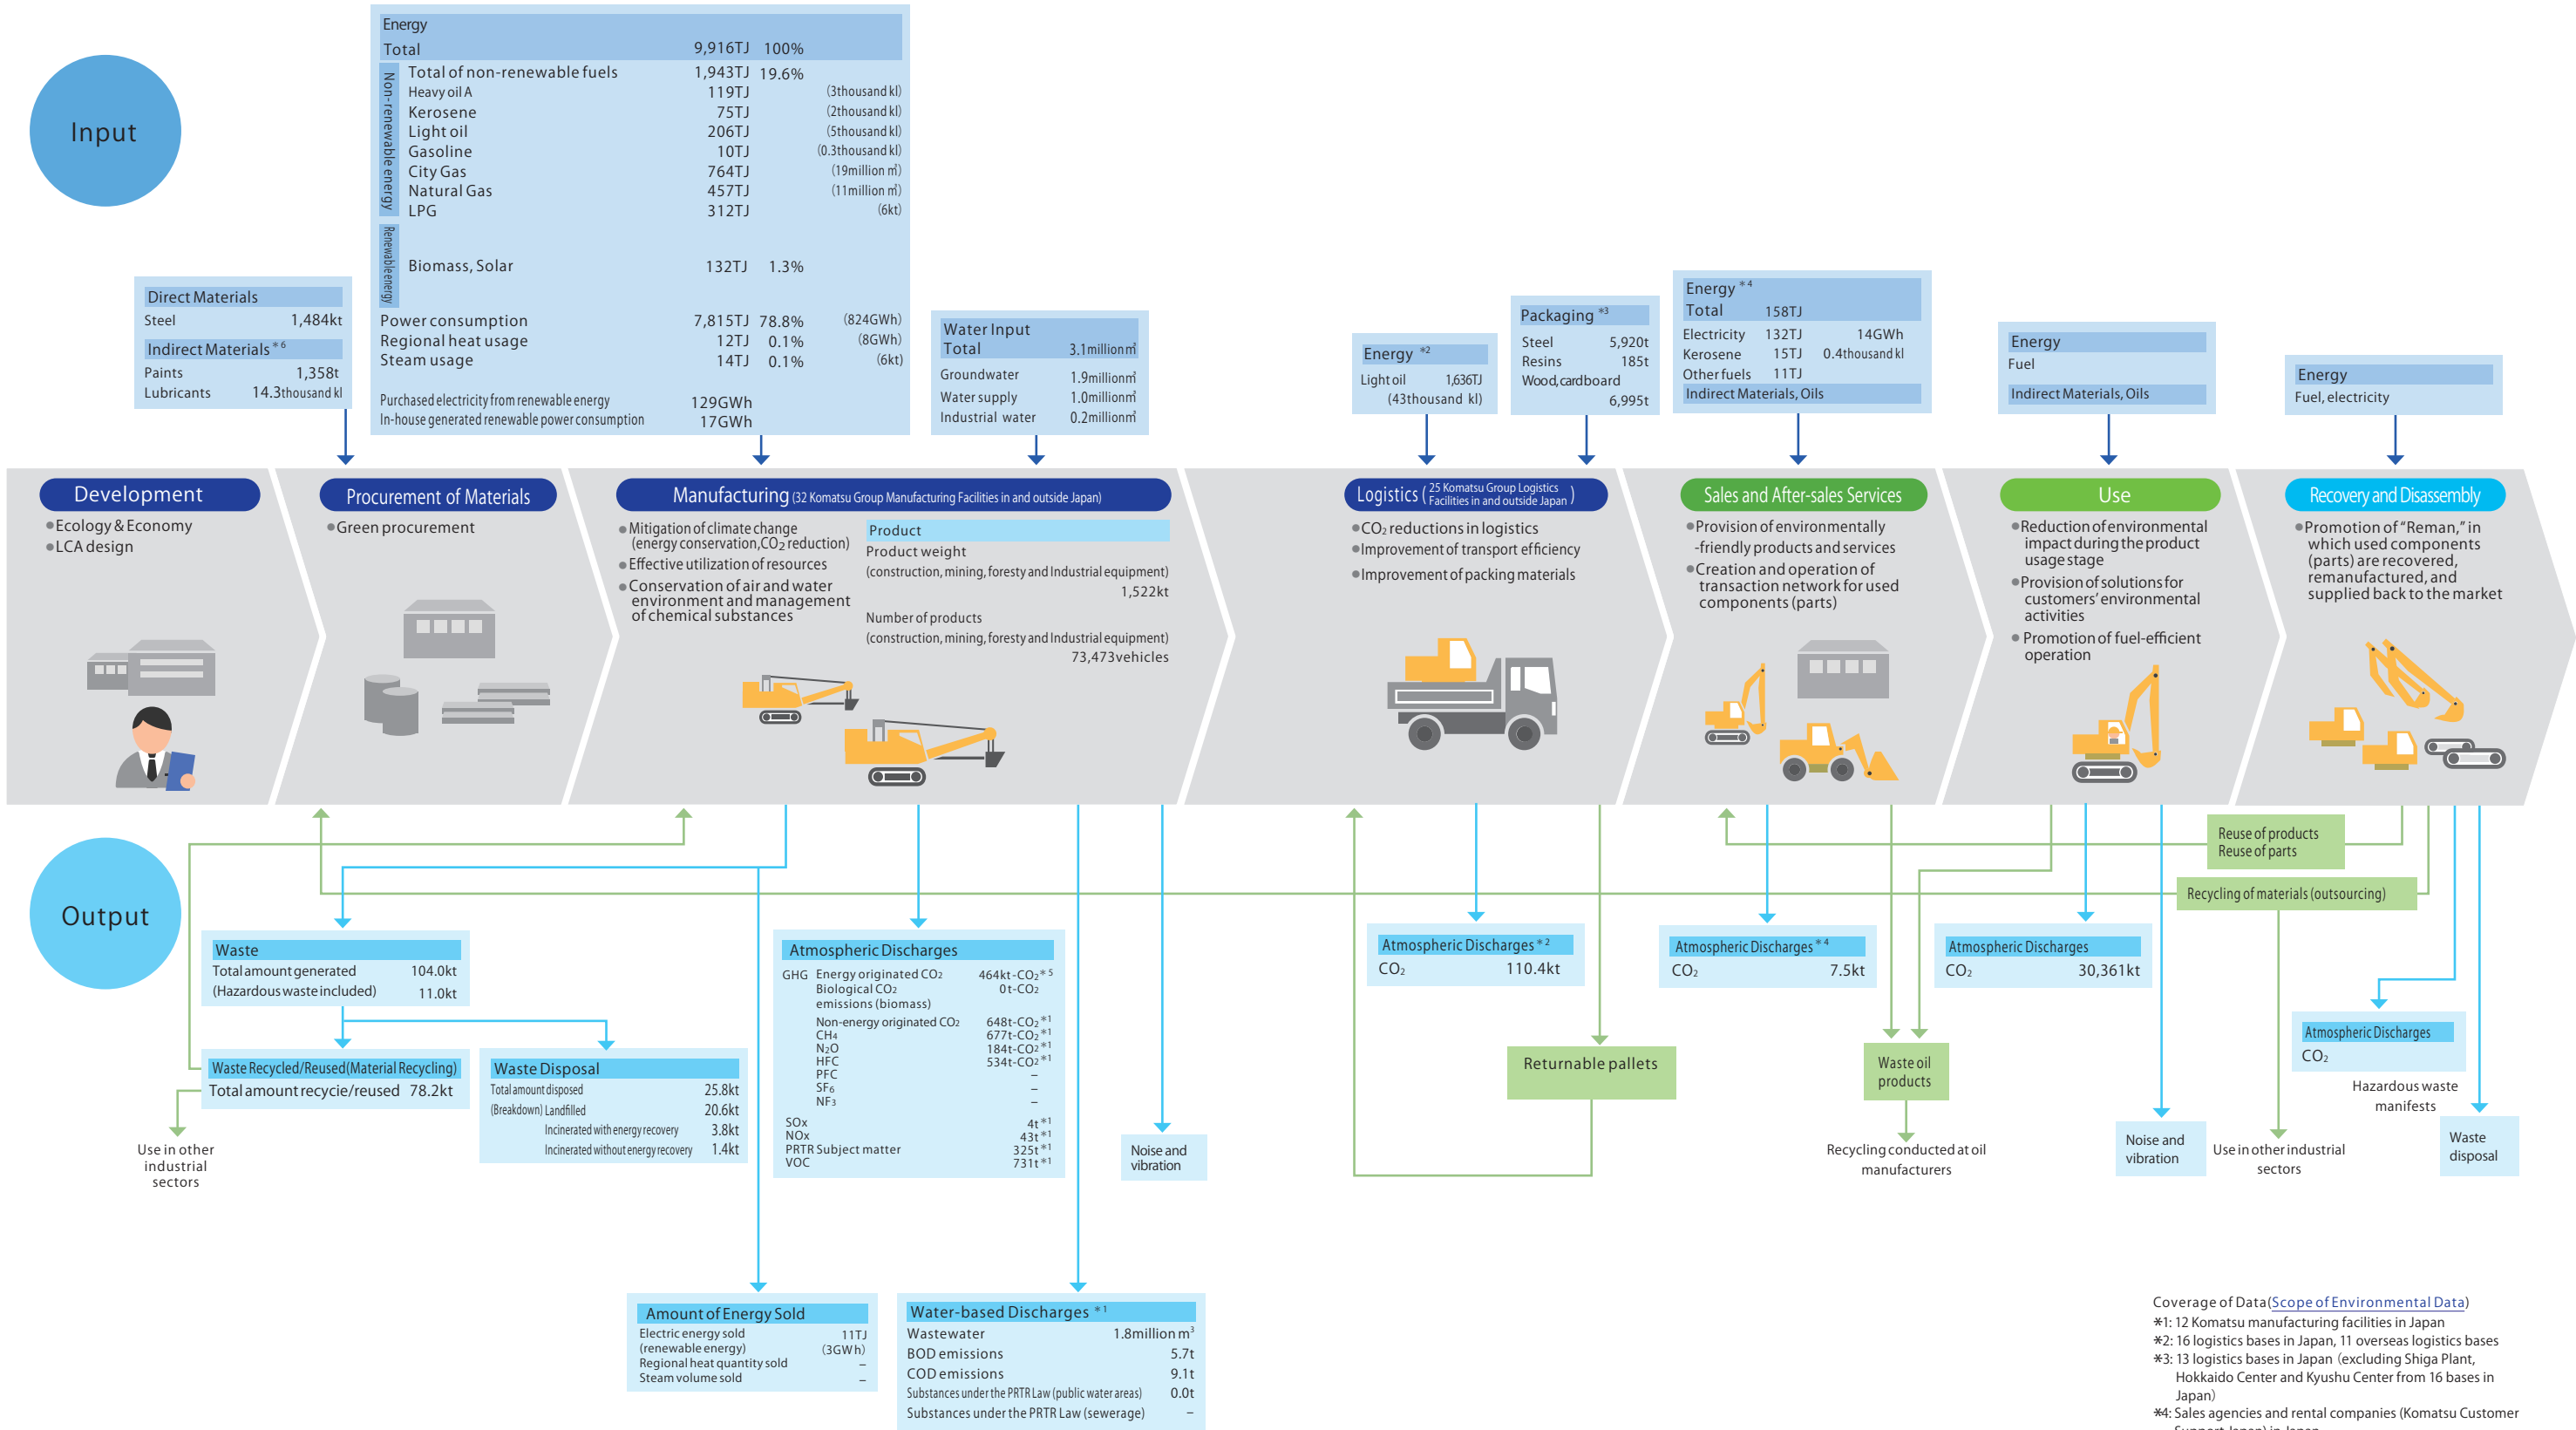 Input
Energy
Total 9,916TJ 100%
Non-renewable energy
Total of non-renewable fuels 1,943TJ 19.6%
Heavy oil A 119TJ (3thousand kl)
Kerosene 75TJ (2thousand kl)
Light oil 206TJ (5thousand kl)
Gasoline 10TJ (0.3thousand kl)
City Gas 764TJ (19million ㎥)
Natural Gas 457TJ (11million ㎥)
LPG 312TJ (6kt)
Renewable energy
Biomass, Solar 132TJ 1.3%
Power consumption 7,815TJ 78.8% (824GWh)
Regional heat usage 12TJ 0.1% (8GWh)
Steam usage 14TJ 0.1% (6kt)
Purchased electricity from renewable energy 129GWh
In-house generated renewable power consumption 17GWh
Direct Materials
Steel 1,484kt
Indirect Materials *6
Paints 1,358t
Lubricants 14.3thousand kl
Water Input
Total 3.1million㎥
Groundwater 1.9million㎥
Water supply 1.0million㎥
Industrial water 0.2million㎥
Energy *2
Light oil 1,636TJ
(43thousand kl)
Packaging *3
Steel 5,920t
Resins 185t
Wood,cardboard
6,995t
Energy *4
Total 158TJ
Electricity 132TJ 14GWh
Kerosene 15TJ 0.4thousand kl
Other fuels 11TJ
Indirect Materials, Oils
Energy
Fuel
Indirect Materials, Oils
Energy
Fuel, electricity
Development
●Ecology & Economy
●LCA design
Procurement of Materials
●Green procurement
Manufacturing (32 Komatsu Group Manufacturing Facilities in and outside Japan)
●Mitigation of climate change
(energy conservation,CO2 reduction)
●Effective utilization of resources
●Conservation of air and water
environment and management
of chemical substances
Product
Product weight
(construction, mining, foresty and Industrial equipment)
1,522kt
Number of products
(construction, mining, foresty and Industrial equipment)
73,473vehicles
Logistics (25 Komatsu Group Logistics
Facilities in and outside Japan)
●CO2 reductions in logistics
●Improvement of transport efficiency
●Improvement of packing materials
Sales and After-sales Services
●Provision of environmentally
-friendly products and services
●Creation and operation of
transaction network for used
components (parts)
Use
●Reduction of environmental
impact during the product
usage stage
●Provision of solutions for
customers' environmental
activities
●Promotion of fuel-efficient
operation
Recovery and Disassembly
●Promotion of “Reman,” in
which used components
(parts) are recovered,
remanufactured, and
supplied back to the market
Output
Reuse of products
Reuse of parts
Recycling of materials (outsourcing)
Waste
Total amount generated 104.0kt
(Hazardous waste included) 11.0kt
Waste Recycled/Reused(Material Recycling)
Total amount recycie/reused 78.2kt
Use in other
industrial
sectors
Waste Disposal
Total amount disposed 25.8kt
(Breakdown) Landfilled 20.6kt
Incinerated with energy recovery 3.8kt
Incinerated without energy recovery 1.4kt
Atmospheric Discharges
GHG Energy originated CO2 464kt-CO2*5
Biological CO2 0t-CO2
emissions (biomass)
Non-energy originated CO2 648t-CO2*1
CH4 677t-CO2*1
N2O 184t-CO2*1
HFC 534t-CO2*1
PFC –
SF6 –
NF3 –
SOx 4t*1
NOx 43t*1
PRTR Subject matter 325t*1
VOC 731t*1
Noise and
vibration
Amount of Energy Sold
Electric energy sold 11TJ
(renewable energy) (3GWh)
Regional heat quantity sold –
Steam volume sold –
Water-based Discharges *1
Wastewater 1.8million m3
BOD emissions 5.7t
COD emissions 9.1t
Substances under the PRTR Law (public water areas) 0.0t
Substances under the PRTR Law (sewerage) –
Atmospheric Discharges *2
CO2 110.4kt
Returnable pallets
Atmospheric Discharges *4
CO2 7.5kt
Waste oil
products
Recycling conducted at oil
manufacturers
Atmospheric Discharges
CO2 30,361kt
Noise and
vibration
Use in other industrial
sectors
Atmospheric Discharges
CO2
Hazardous waste
manifests
Waste
disposal
Coverage of Data(Scope of Environmental Data)
*1: 12 Komatsu manufacturing facilities in Japan
*2: 16 logistics bases in Japan, 11 overseas logistics bases
*3: 13 logistics bases in Japan (excluding Shiga Plant,
Hokkaido Center and Kyushu Center from 16 bases in
Japan)
*4: Sales agencies and rental companies (Komatsu Customer
Support Japan) in Japan